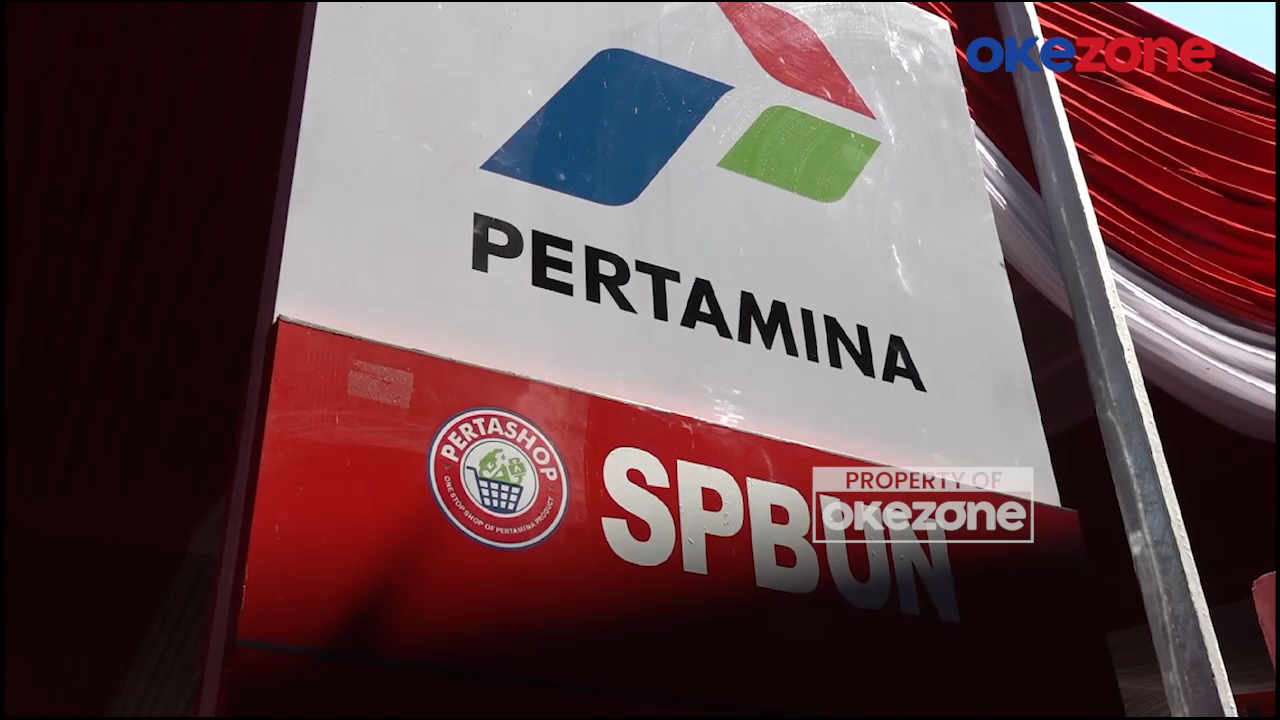 okezone
PERTAMINA
PERTASHOP
ONE STOP SHOP OF PERTAMINA PRODUCT
SPBUN
PROPERTY OF
okezone